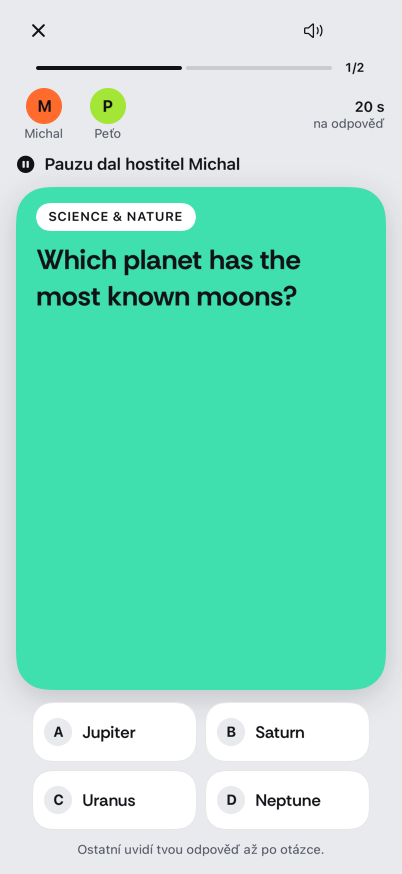 1/2
M
P
20 s
Michal
Peťo
na odpověď
Pauzu dal hostitel Michal
SCIENCE & NATURE
Which planet has the
most known moons?
A Jupiter
B Saturn
C Uranus
D Neptune
Ostatní uvidí tvou odpověď až po otázce.